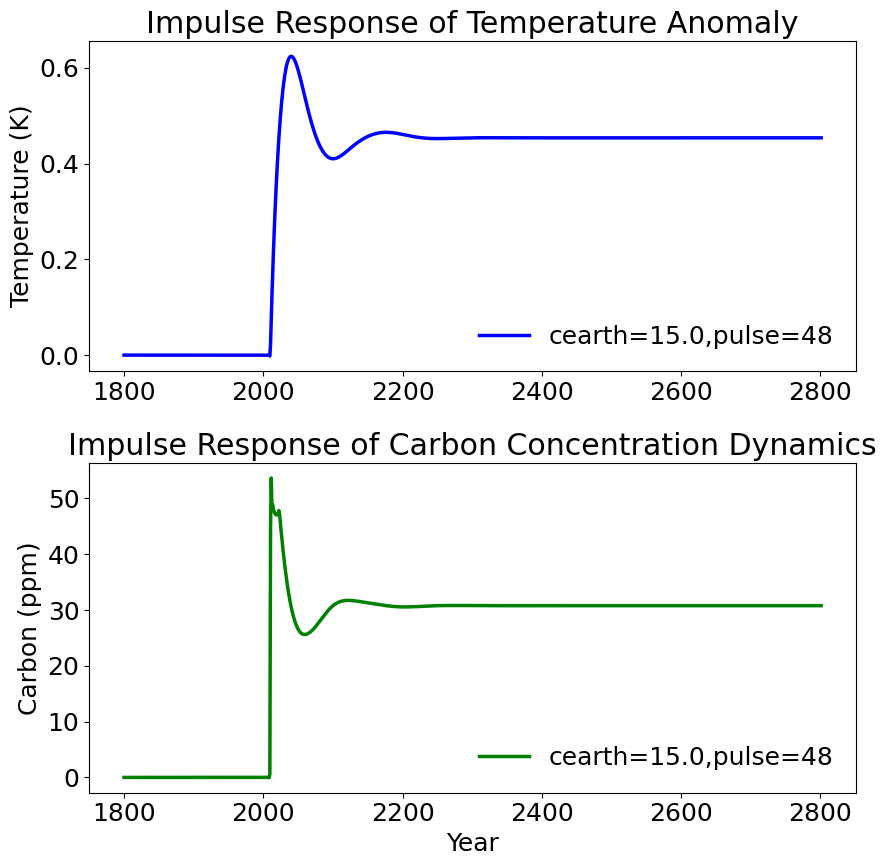 Impulse Response of Temperature Anomaly
Temperature (K)
0.6
0.4
0.2
0.0
cearth=15.0,pulse=48
1800 2000 2200 2400 2600 2800
Impulse Response of Carbon Concentration Dynamics
Carbon (ppm)
50
40
30
20
10
0
cearth=15.0,pulse=48
1800 2000 2200 2400 2600 2800
Year